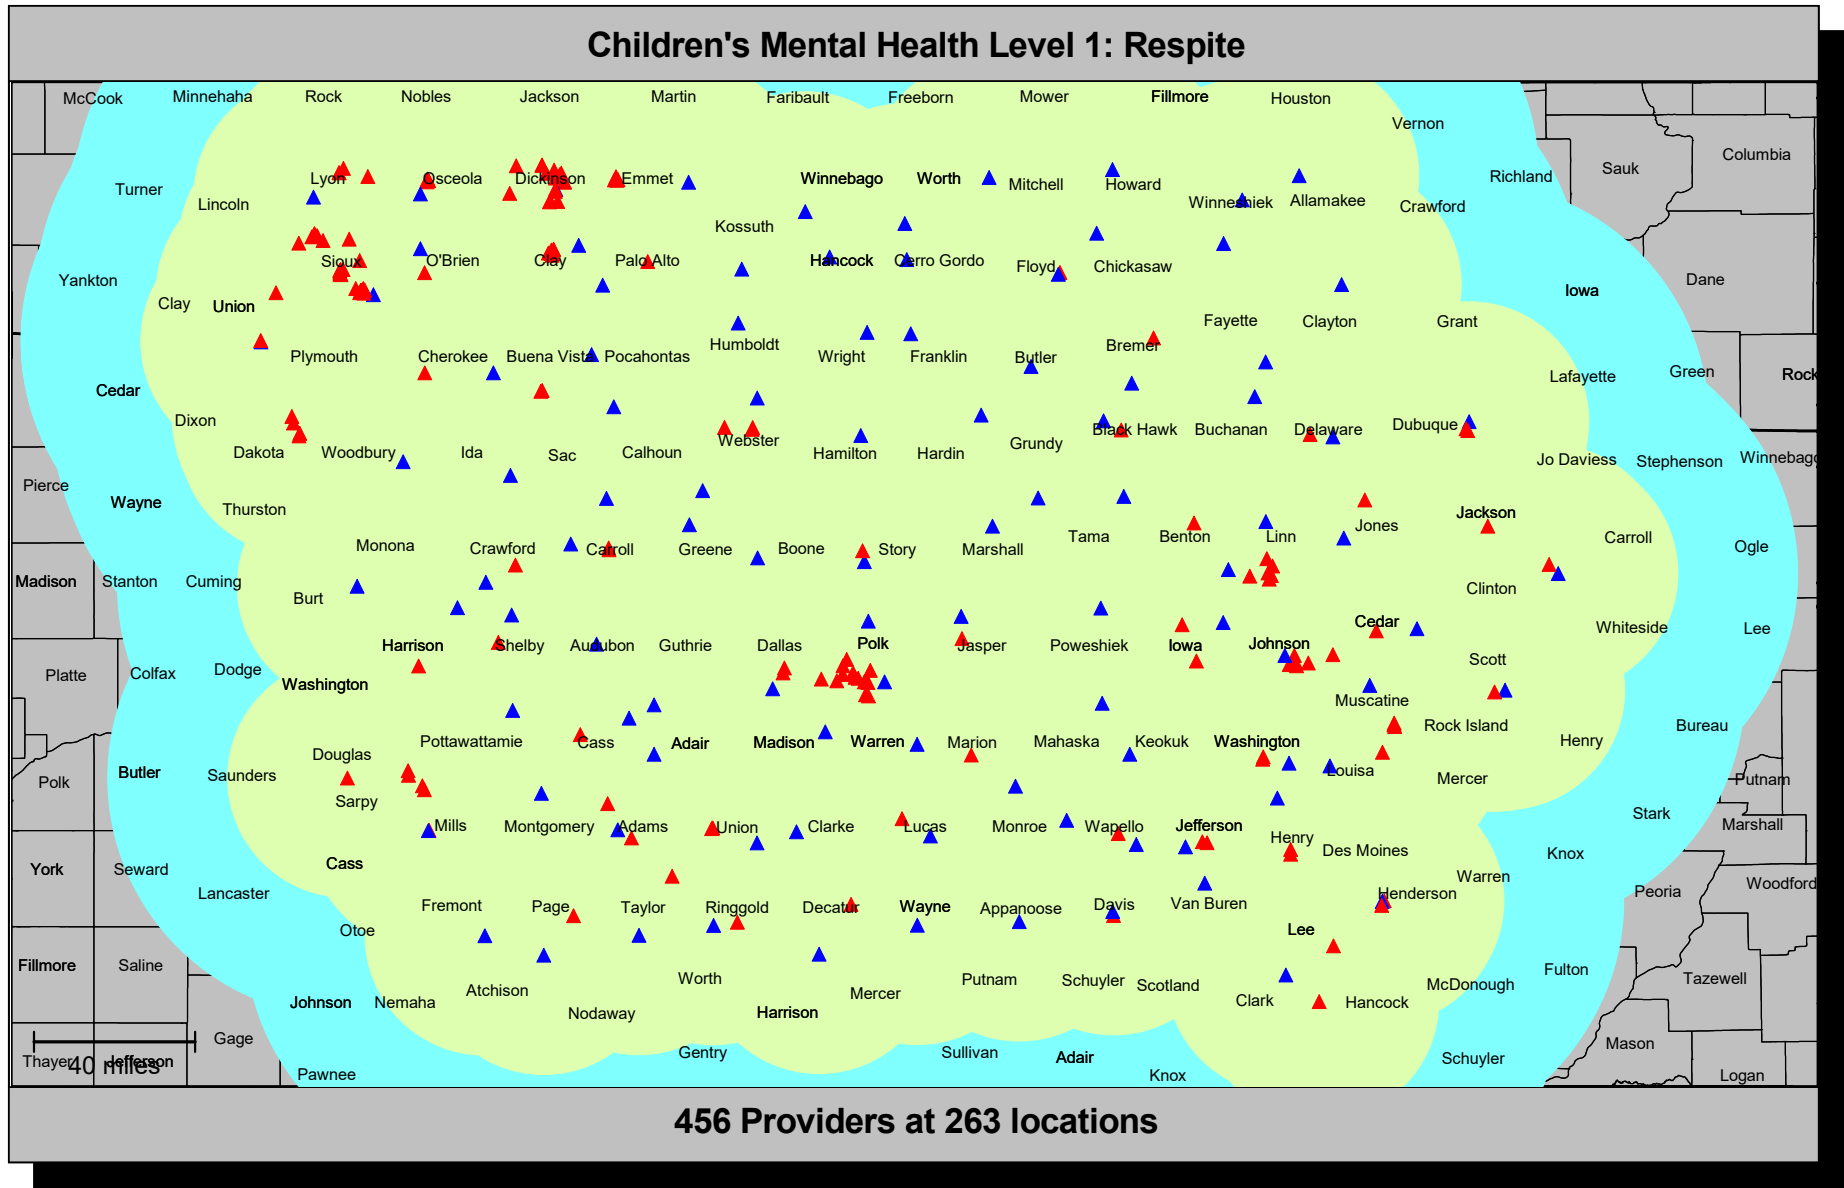 Children's Mental Health Level 1: Respite
McCook Minnehaha Rock Nobles Jackson Martin Faribault Freeborn Mower Fillmore Houston
Vernon
Columbia
Sauk
Turner Lyon Osceola Dickinson Emmet Winnebago Worth Mitchell Howard Richland
Lincoln Kossuth Winneshiek Allamakee Crawford
Yankton Sioux O'Brien Clay Palo Alto Hancock Cerro Gordo Floyd Chickasaw Dane
Clay Union Iowa
Plymouth Cherokee Buena Vista Pocahontas Humboldt Wright Franklin Butler Bremer Fayette Clayton Grant
Cedar Lafayette Green Rock
Dixon Webster Black Hawk Buchanan Delaware Dubuque
Dakota Woodbury Ida Sac Calhoun Hamilton Hardin Grundy Jo Daviess Stephenson Winnebago
Pierce Wayne Thurston Jackson
Monona Crawford Carroll Greene Boone Story Marshall Tama Benton Linn Jones Carroll Ogle
Madison Stanton Cuming Burt Clinton
Harrison Shelby Audubon Guthrie Dallas Polk Jasper Poweshiek Iowa Johnson Cedar Whiteside Lee
Platte Colfax Dodge Washington Scott
Muscatine
Pottawattamie Cass Adair Madison Warren Marion Mahaska Keokuk Washington Rock Island Henry Bureau
Polk Butler Saunders Douglas Louisa Mercer Putnam
Sarpy Mills Montgomery Adams Union Clarke Lucas Monroe Wapello Jefferson Henry Stark Marshall
York Seward Cass Des Moines Knox
Lancaster Warren Peoria Woodford
Fremont Page Taylor Ringgold Decatur Wayne Appanoose Davis Van Buren Henderson
Otoe Lee
Fillmore Saline Worth Putnam Schuyler Scotland McDonough Fulton Tazewell
Johnson Nemaha Atchison Nodaway Harrison Mercer Clark Hancock
Gage Gentry Sullivan Adair Schuyler Mason
Thayer Jefferson
40 miles
Pawnee Knox Logan
456 Providers at 263 locations